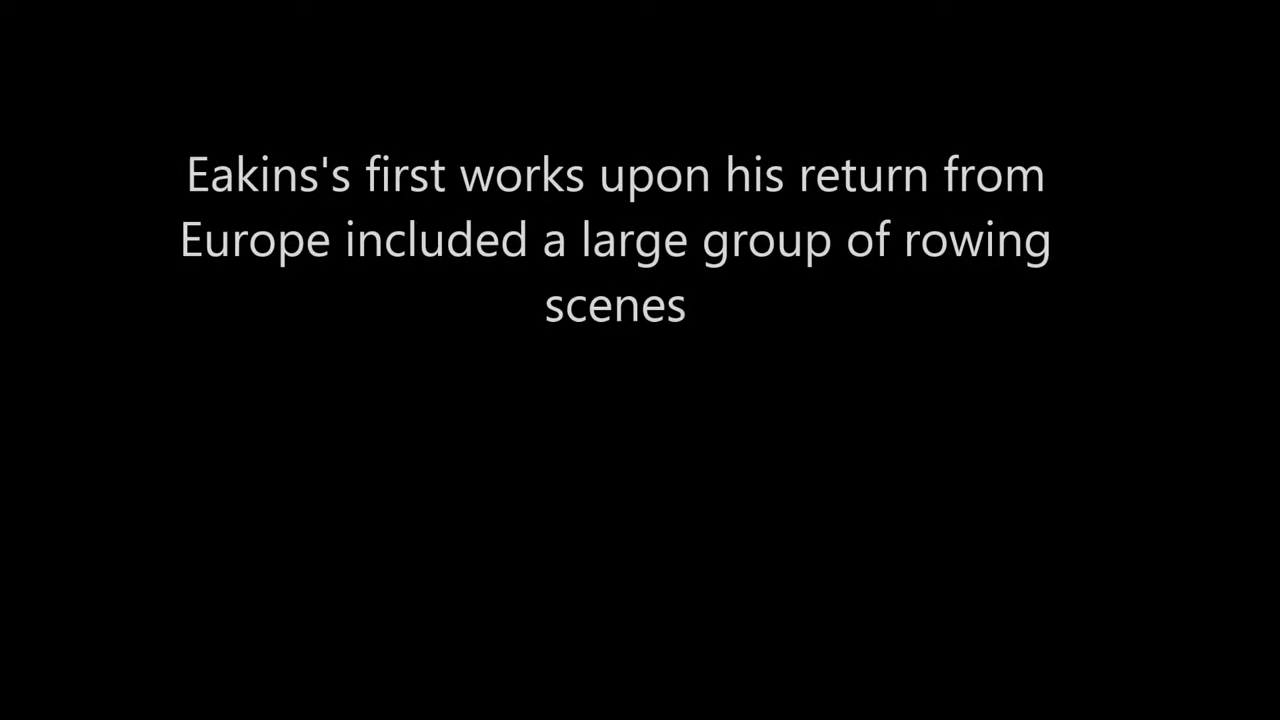 Eakins's first works upon his return from
Europe included a large group of rowing
scenes